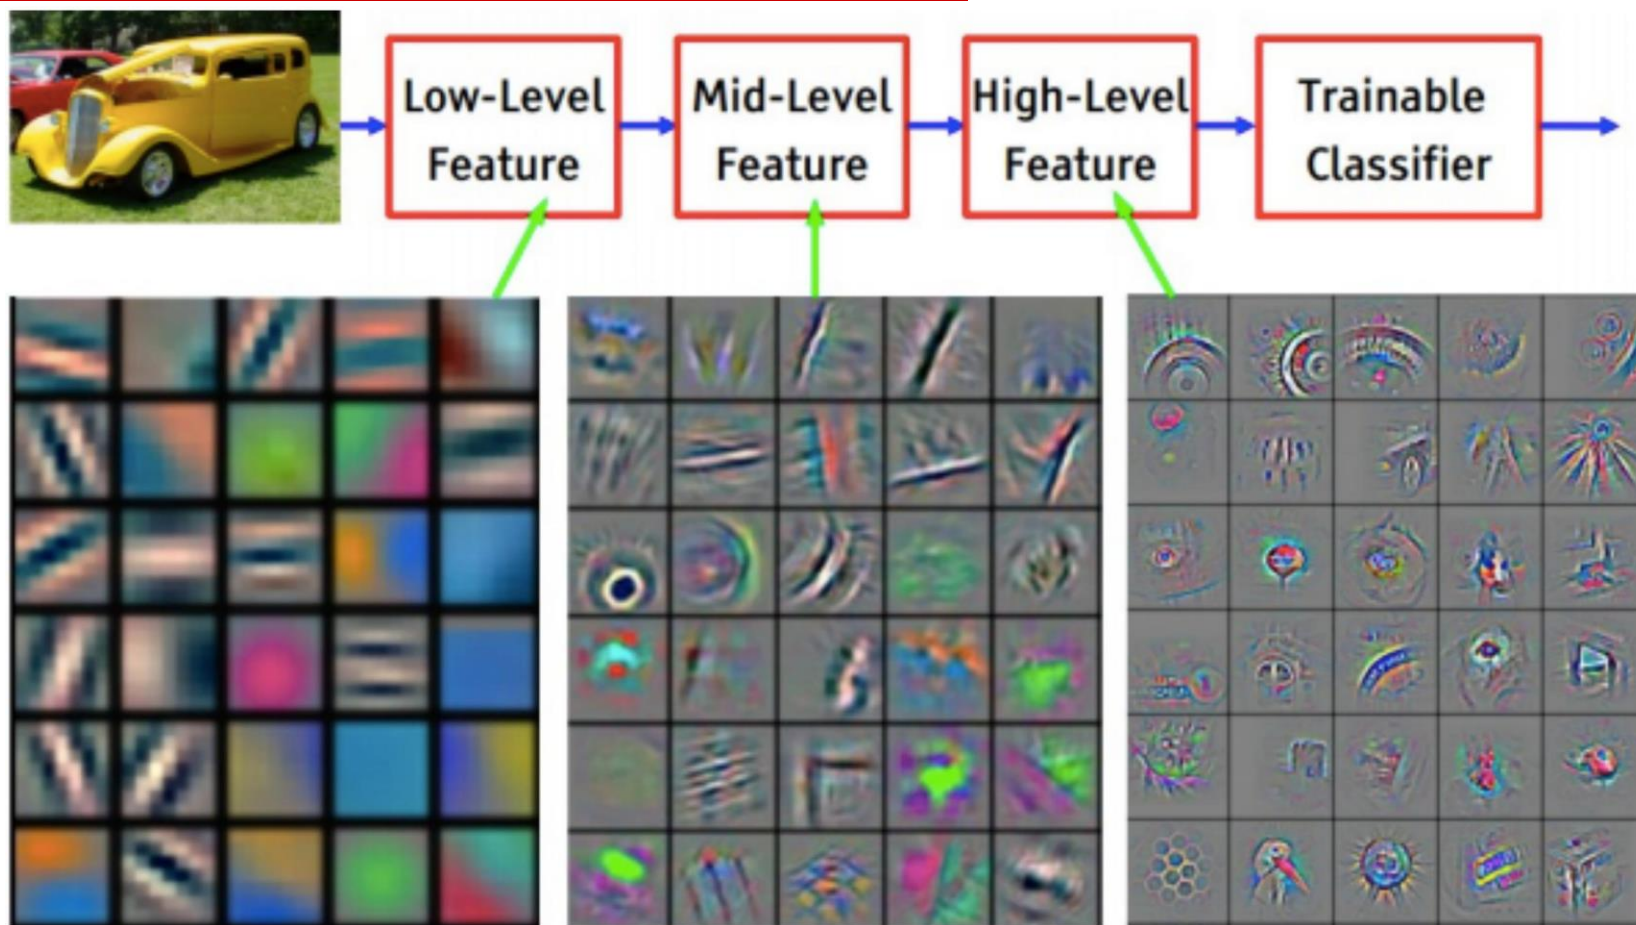 Low-Level
Feature
Mid-Level
Feature
High-Level
Feature
Trainable
Classifier